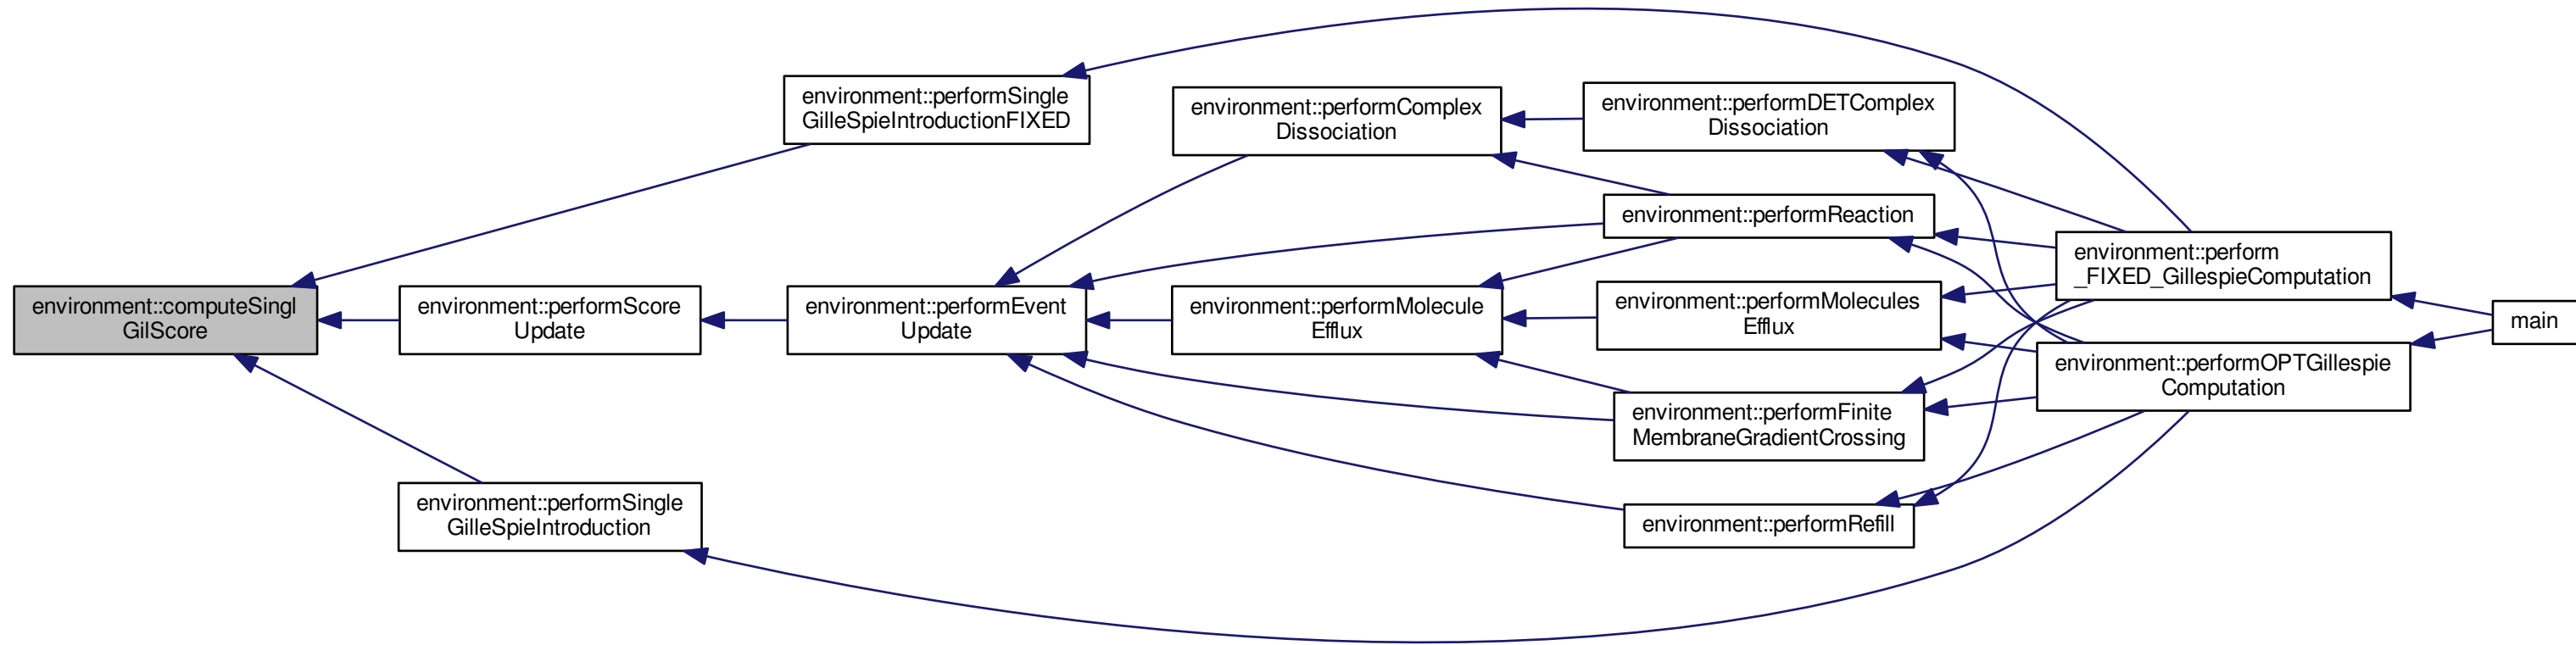 environment::computeSingl
GilScore
environment::performSingle
GilleSpieIntroductionFIXED
environment::performScore
Update
environment::performSingle
GilleSpieIntroduction
environment::performEvent
Update
environment::performComplex
Dissociation
environment::performMolecule
Efflux
environment::performDETComplex
Dissociation
environment::performReaction
environment::performMolecules
Efflux
environment::performFinite
MembraneGradientCrossing
environment::performRefill
environment::perform
_FIXED_GillespieComputation
environment::performOPTGillespie
Computation
main